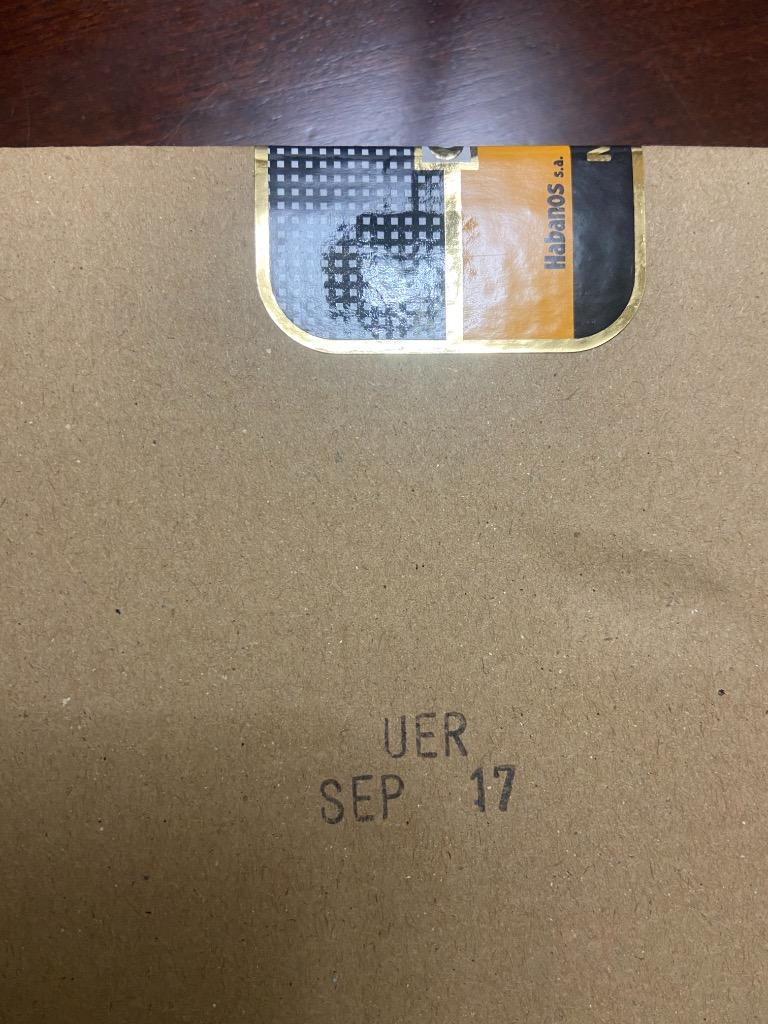 Habanos s.a.
UER
SEP 17